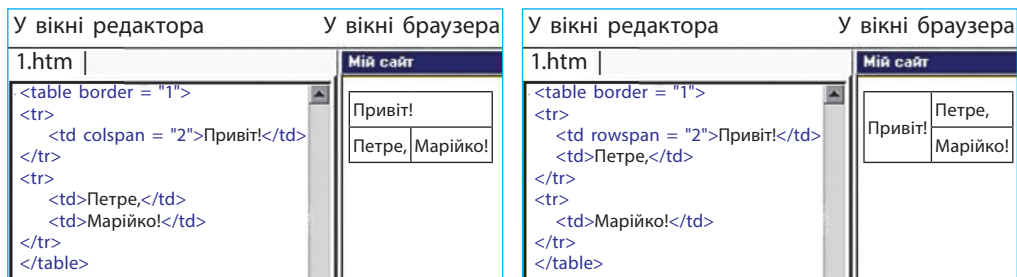 У вікні редактора У вікні браузера
1.htm | Мій сайт
<table border = "1">
<tr>
<td colspan = "2">Привіт!</td>
</tr>
<tr>
<td>Петре,</td>
<td>Марійко!</td>
</tr>
</table>
Привіт!
Петре, Марійко!
У вікні редактора У вікні браузера
1.htm | Мій сайт
<table border = "1">
<tr>
<td rowspan = "2">Привіт!</td>
<td>Петре,</td>
</tr>
<tr>
<td>Марійко!</td>
</tr>
</table>
Привіт! Петре,
Марійко!